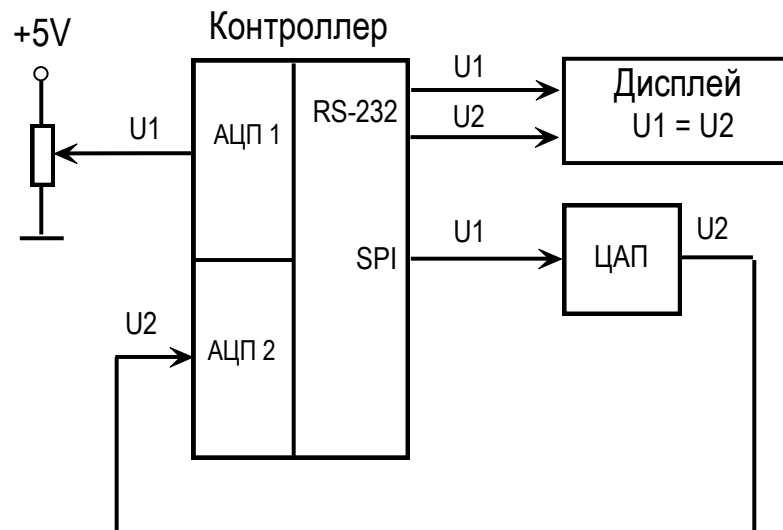 Контроллер
+5V
U1
АЦП 1
RS-232
U1
U2
Дисплей
U1 = U2
SPI
U1
ЦАП
U2
U2
АЦП 2